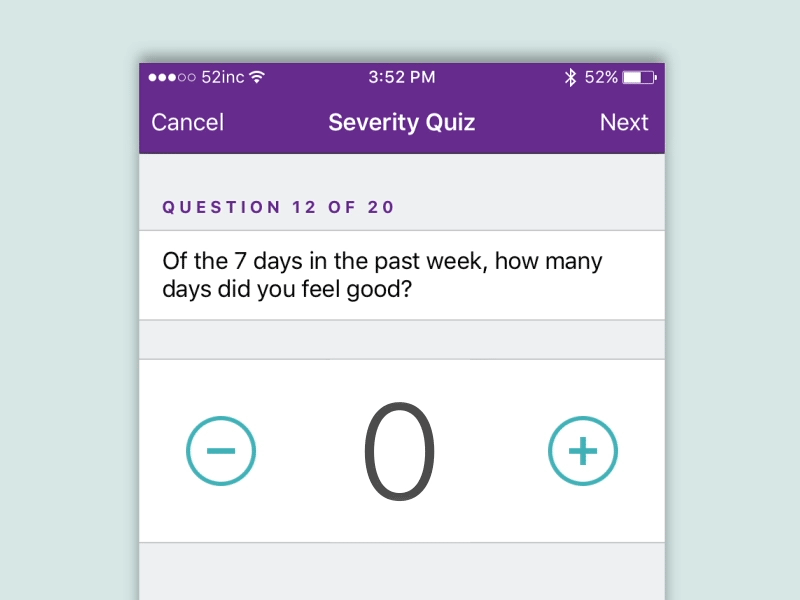 52inc 3:52 PM 52%
Cancel Severity Quiz Next
QUESTION 12 OF 20
Of the 7 days in the past week, how many
days did you feel good?
0